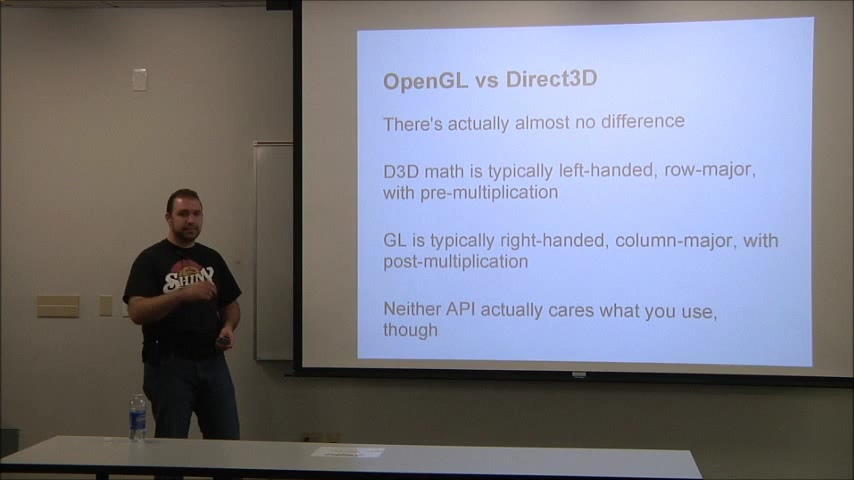 OpenGL vs Direct3D
There's actually almost no difference
D3D math is typically left-handed, row-major,
with pre-multiplication
GL is typically right-handed, column-major, with
post-multiplication
Neither API actually cares what you use,
though
SHINY